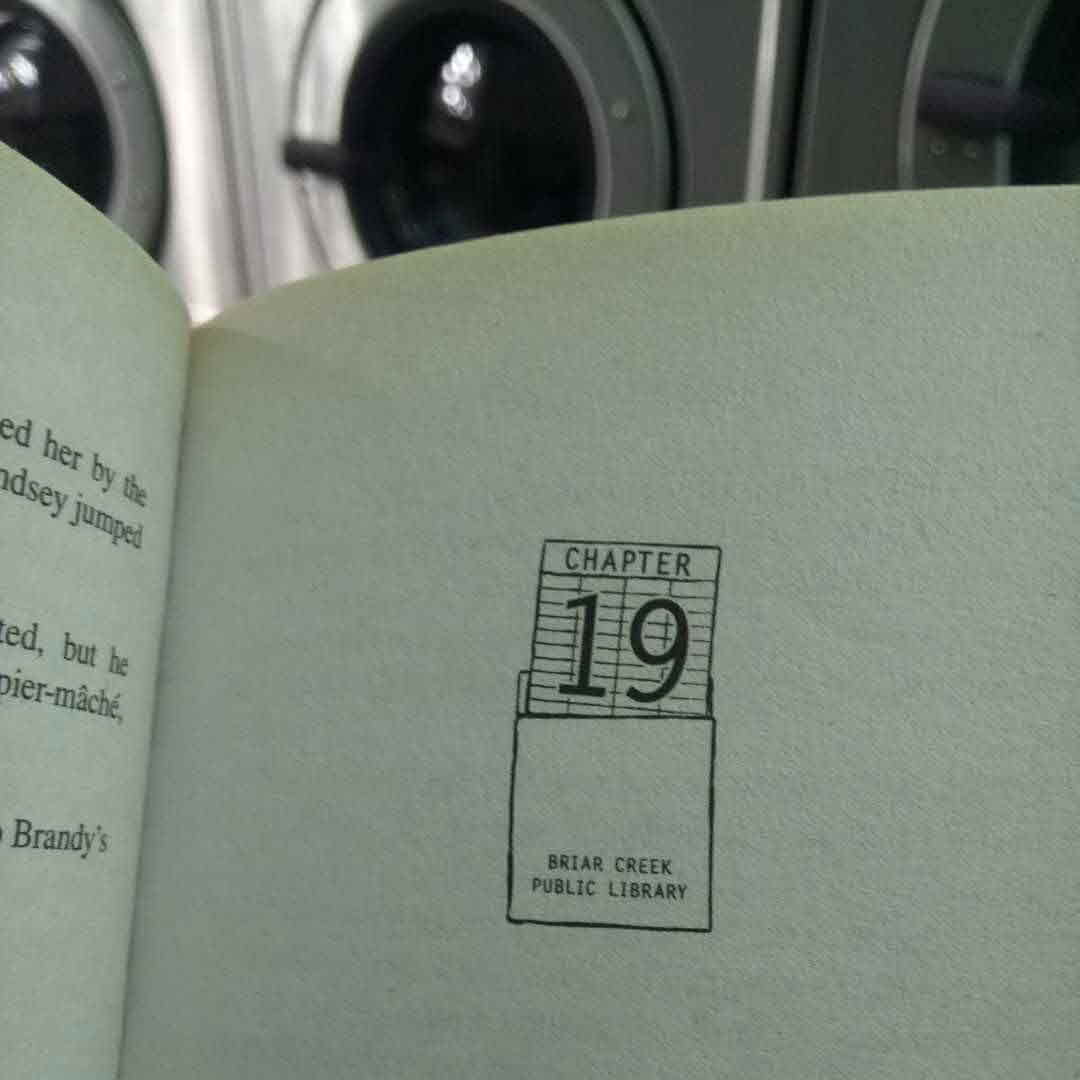 ed her by the
ndsey jumped
ted, but he
pier-mâché,
Brandy's
CHAPTER
19
BRIAR CREEK
PUBLIC LIBRARY